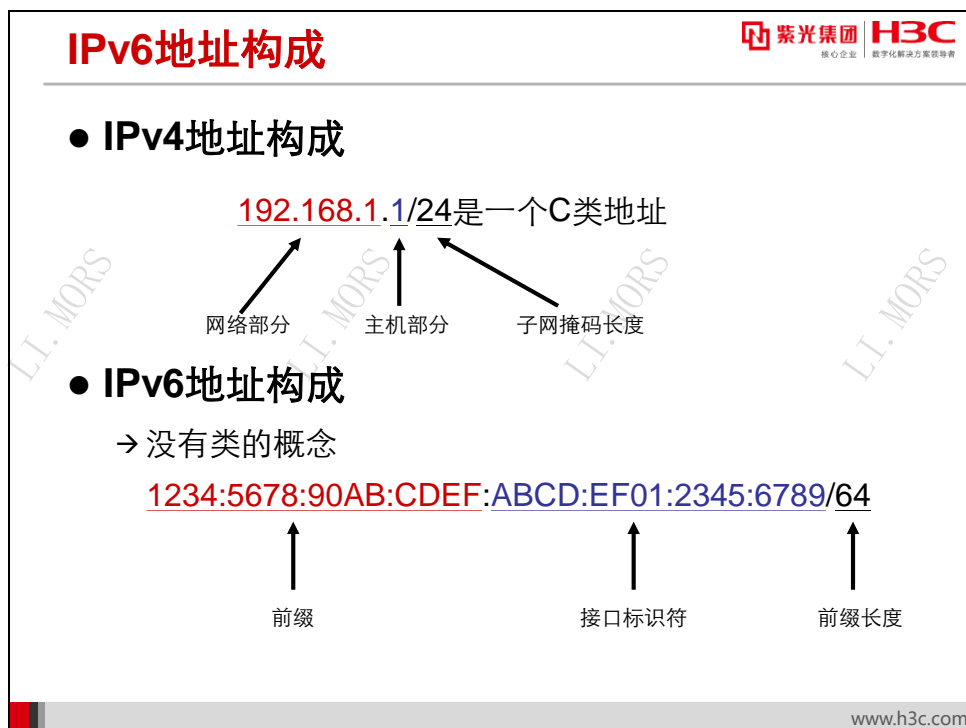 IPv6地址构成
紫光集团 H3C
核心企业 数字化解决方案领导者
● IPv4地址构成
192.168.1.1/24是一个C类地址
网络部分 主机部分 子网掩码长度
LI.MORS LI.MORS LI.MORS LI.MORS
● IPv6地址构成
→没有类的概念
1234:5678:90AB:CDEF:ABCD:EF01:2345:6789/64
前缀 接口标识符 前缀长度
www.h3c.com